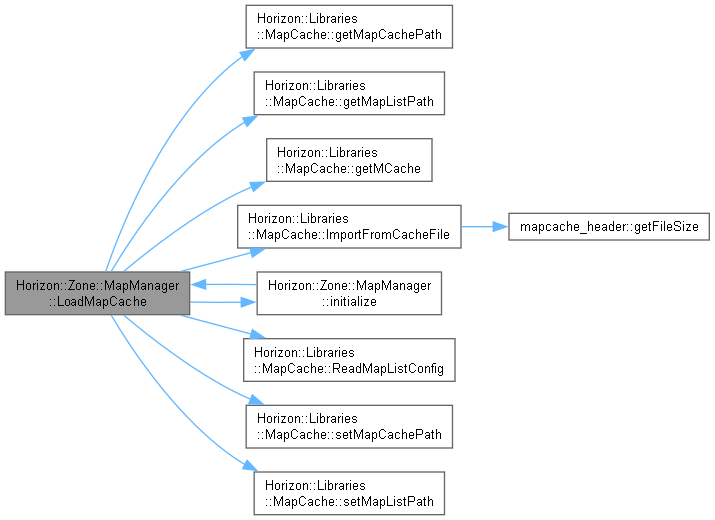 Horizon::Libraries
::MapCache::getMapCachePath
Horizon::Libraries
::MapCache::getMapListPath
Horizon::Libraries
::MapCache::getMCache
Horizon::Libraries
::MapCache::ImportFromCacheFile
mapcache_header::getFileSize
Horizon::Zone::MapManager
::LoadMapCache
Horizon::Zone::MapManager
::initialize
Horizon::Libraries
::MapCache::ReadMapListConfig
Horizon::Libraries
::MapCache::setMapCachePath
Horizon::Libraries
::MapCache::setMapListPath